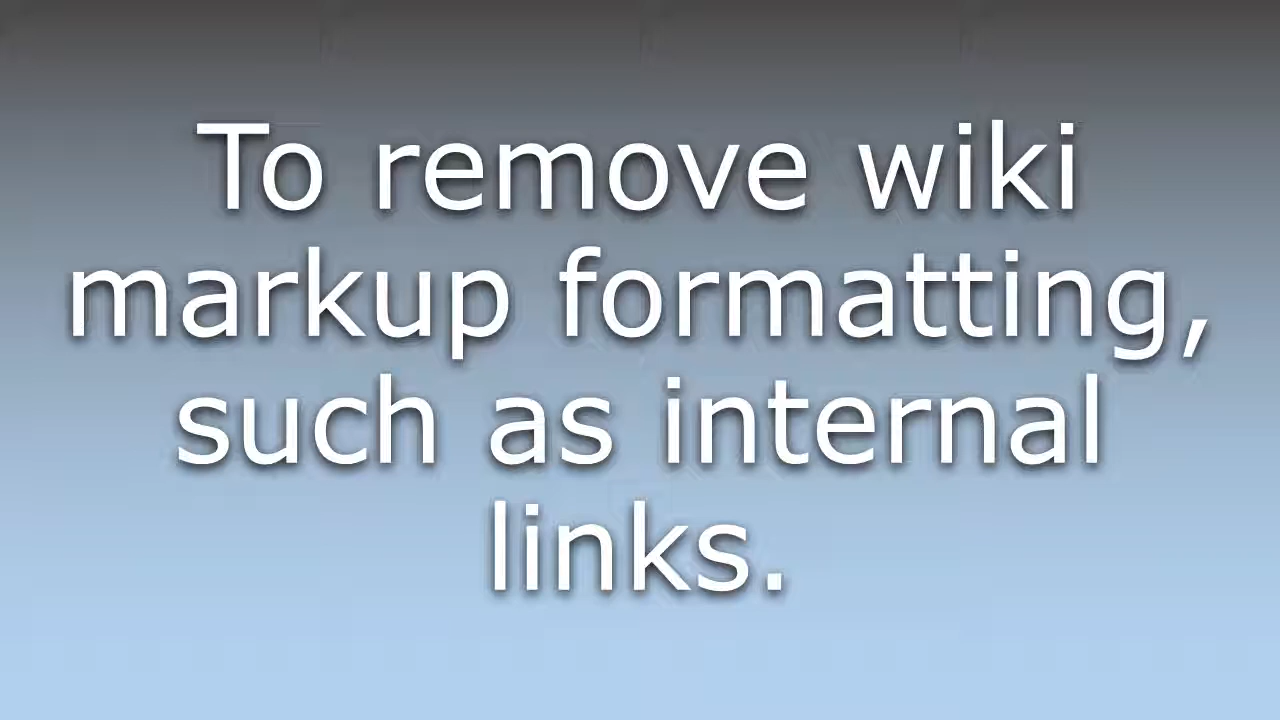 To remove wiki
markup formatting,
such as internal
links.